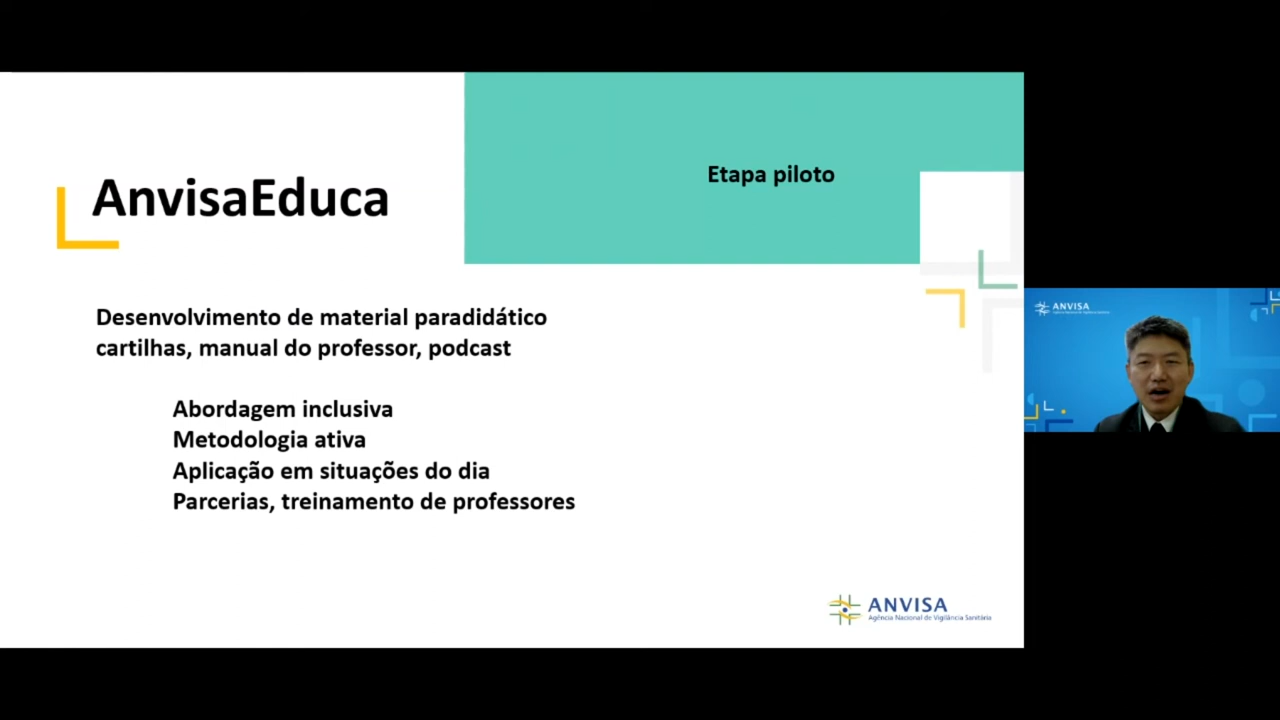 AnvisaEduca
Etapa piloto
Desenvolvimento de material paradidático
cartilhas, manual do professor, podcast
Abordagem inclusiva
Metodologia ativa
Aplicação em situações do dia
Parcerias, treinamento de professores
ANVISA
Agência Nacional de Vigilância Sanitária
ANVISA